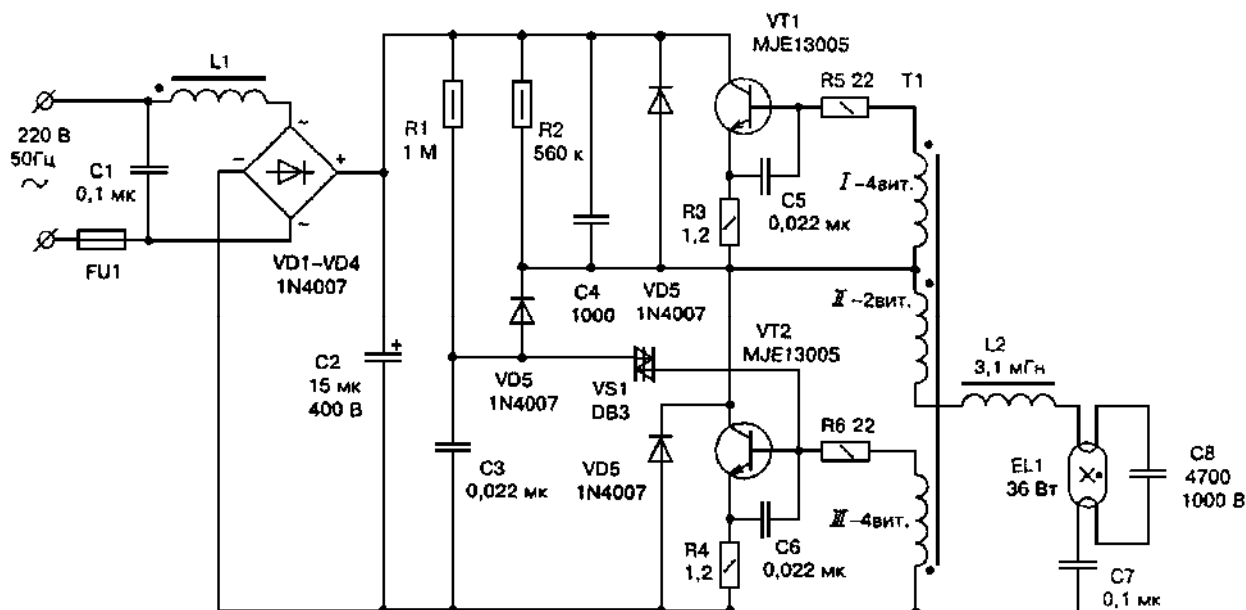 VT1
MJE13005
L1
R5 22
T1
220 В
50Гц
C1
0,1 мк
R1
1 М
R2
560 к
I-4вит.
C5
0,022 мк
R3
1,2
FU1
VD1-VD4
1N4007
C4
1000
VD5
1N4007
II-2вит.
VT2
MJE13005
C2
15 мк
400 В
VD5
1N4007
VS1
DB3
L2
3,1 мГн
R6 22
C3
0,022 мк
VD5
1N4007
EL1
36 Вт
C8
4700
1000 В
III-4вит.
R4
1,2
C6
0,022 мк
C7
0,1 мк